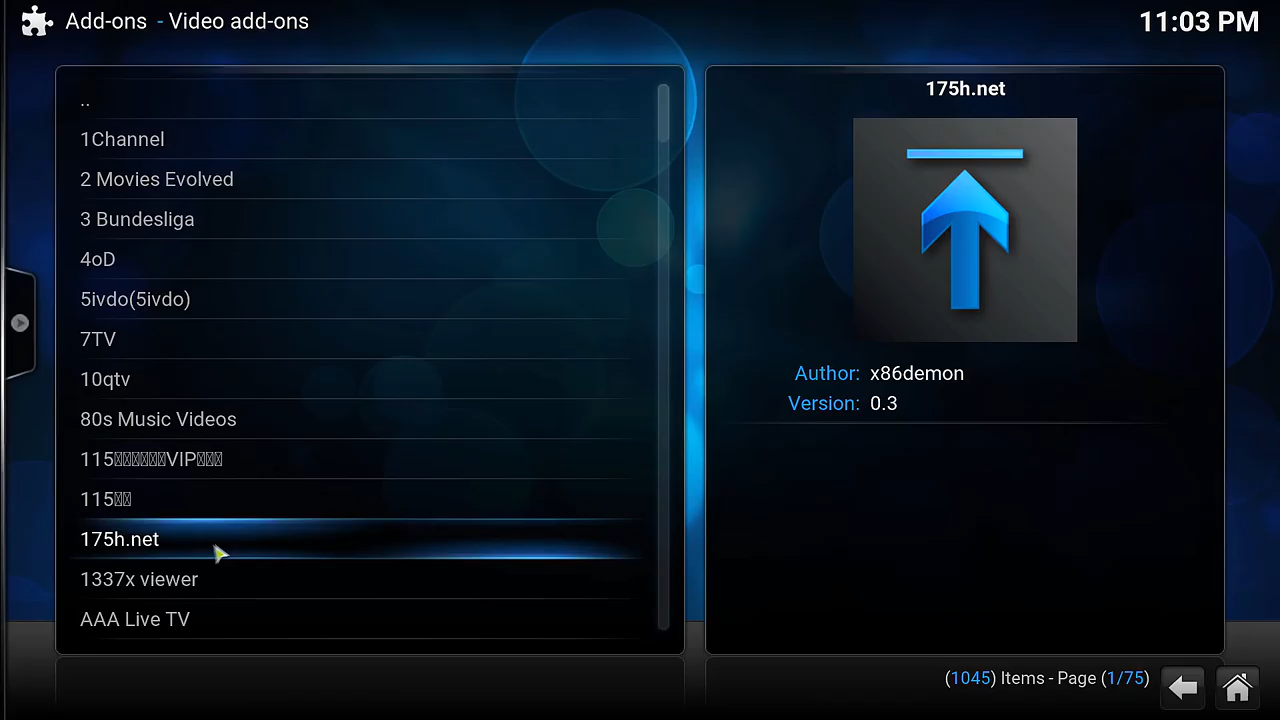 Add-ons - Video add-ons
11:03 PM
..
1Channel
2 Movies Evolved
3 Bundesliga
4oD
5ivdo(5ivdo)
7TV
10qtv
80s Music Videos
115▯▯▯▯▯▯VIP▯▯▯
115▯▯
175h.net
1337x viewer
AAA Live TV
175h.net
Author: x86demon
Version: 0.3
(1045) Items - Page (1/75)